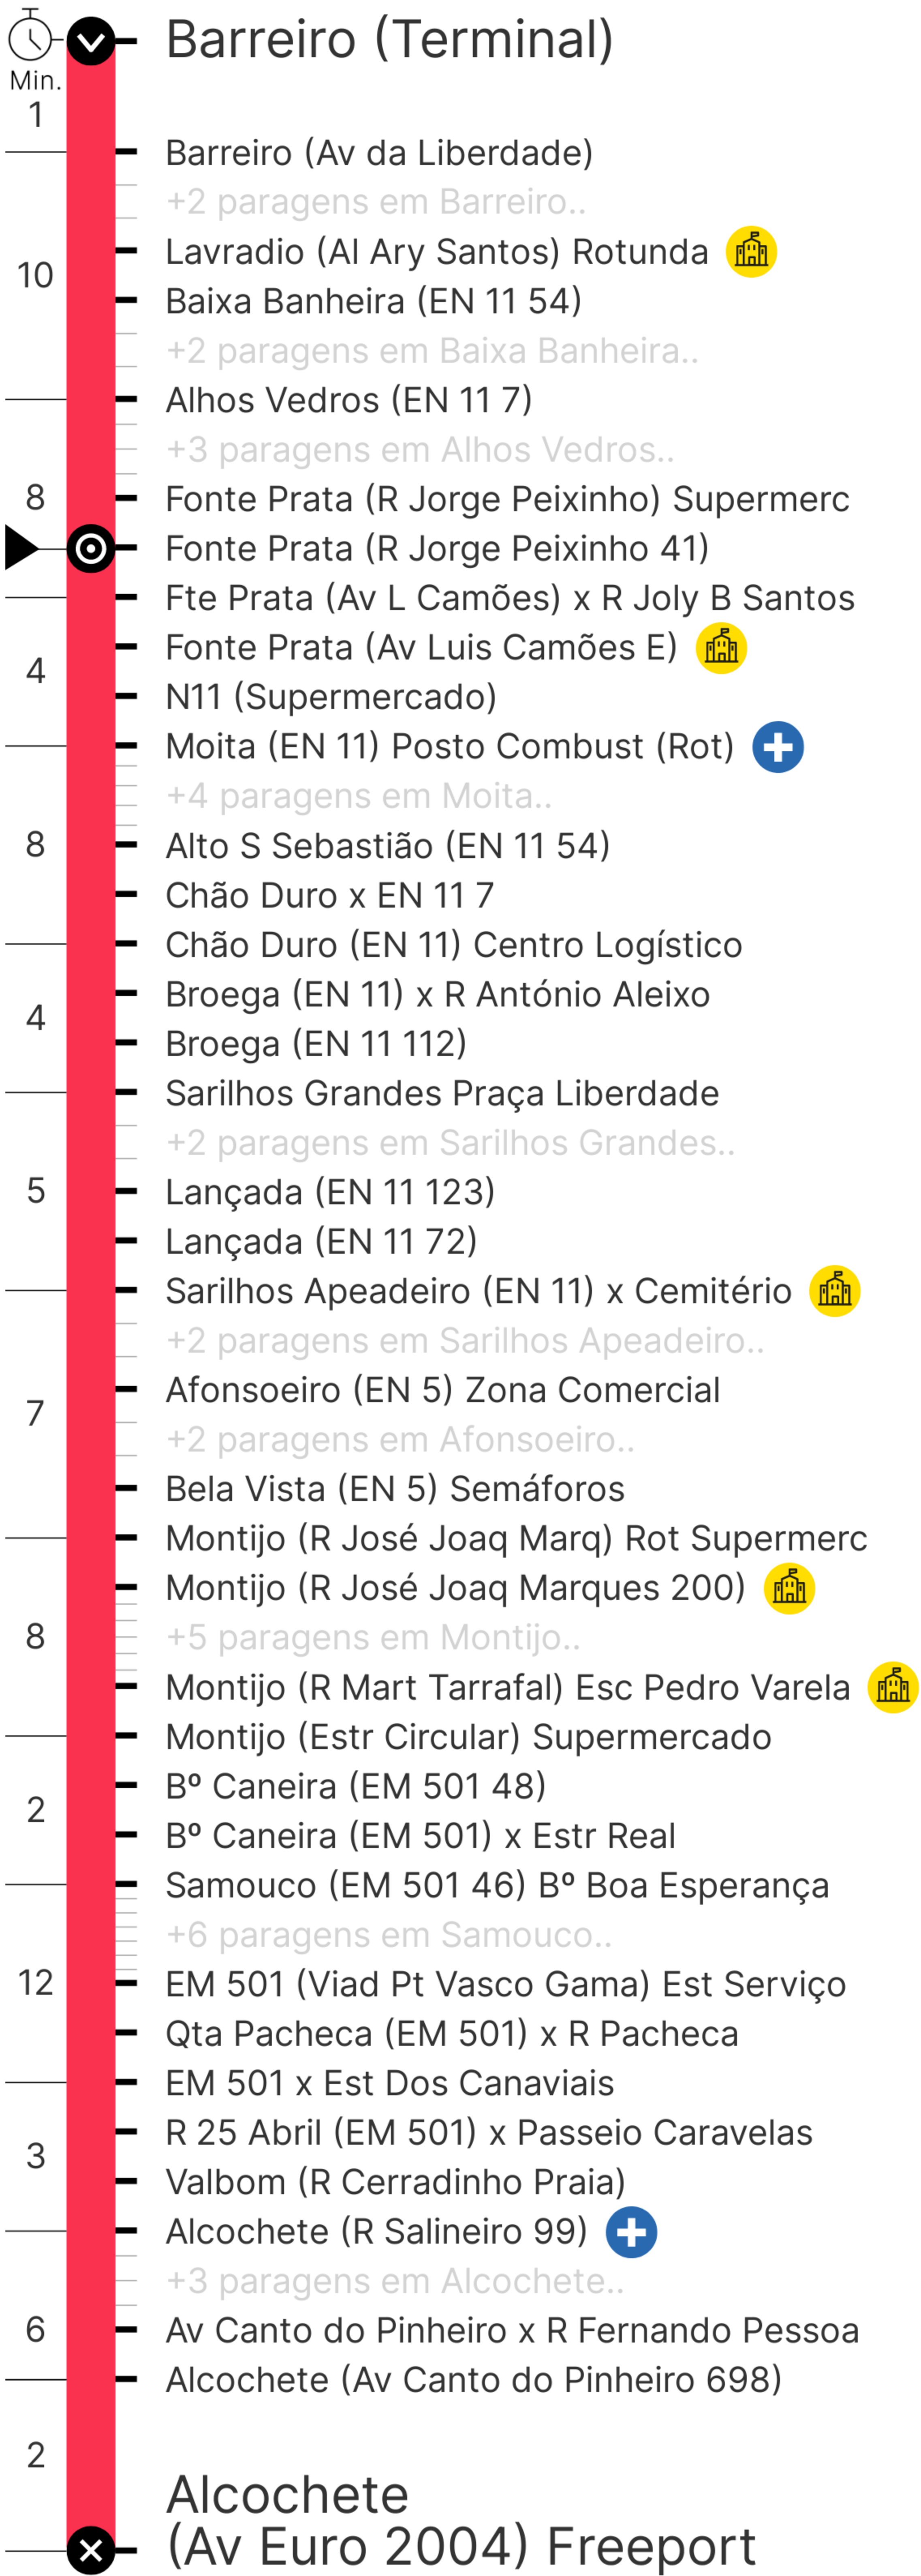 Barreiro (Terminal)
Min.
1
Barreiro (Av da Liberdade)
+2 paragens em Barreiro..
Lavradio (Al Ary Santos) Rotunda
10
Baixa Banheira (EN 11 54)
+2 paragens em Baixa Banheira..
Alhos Vedros (EN 11 7)
+3 paragens em Alhos Vedros..
8
Fonte Prata (R Jorge Peixinho) Supermerc
Fonte Prata (R Jorge Peixinho 41)
Fte Prata (Av L Camões) x R Joly B Santos
Fonte Prata (Av Luis Camões E)
4
N11 (Supermercado)
Moita (EN 11) Posto Combust (Rot)
+4 paragens em Moita..
8
Alto S Sebastião (EN 11 54)
Chão Duro x EN 11 7
Chão Duro (EN 11) Centro Logístico
Broega (EN 11) x R António Aleixo
4
Broega (EN 11 112)
Sarilhos Grandes Praça Liberdade
+2 paragens em Sarilhos Grandes..
5
Lançada (EN 11 123)
Lançada (EN 11 72)
Sarilhos Apeadeiro (EN 11) x Cemitério
+2 paragens em Sarilhos Apeadeiro..
Afonsoeiro (EN 5) Zona Comercial
7
+2 paragens em Afonsoeiro..
Bela Vista (EN 5) Semáforos
Montijo (R José Joaq Marq) Rot Supermerc
Montijo (R José Joaq Marques 200)
8
+5 paragens em Montijo..
Montijo (R Mart Tarrafal) Esc Pedro Varela
Montijo (Estr Circular) Supermercado
Bº Caneira (EM 501 48)
2
Bº Caneira (EM 501) x Estr Real
Samouco (EM 501 46) Bº Boa Esperança
+6 paragens em Samouco..
12
EM 501 (Viad Pt Vasco Gama) Est Serviço
Qta Pacheca (EM 501) x R Pacheca
EM 501 x Est Dos Canaviais
R 25 Abril (EM 501) x Passeio Caravelas
3
Valbom (R Cerradinho Praia)
Alcochete (R Salineiro 99)
+3 paragens em Alcochete..
6
Av Canto do Pinheiro x R Fernando Pessoa
Alcochete (Av Canto do Pinheiro 698)
2
Alcochete
(Av Euro 2004) Freeport